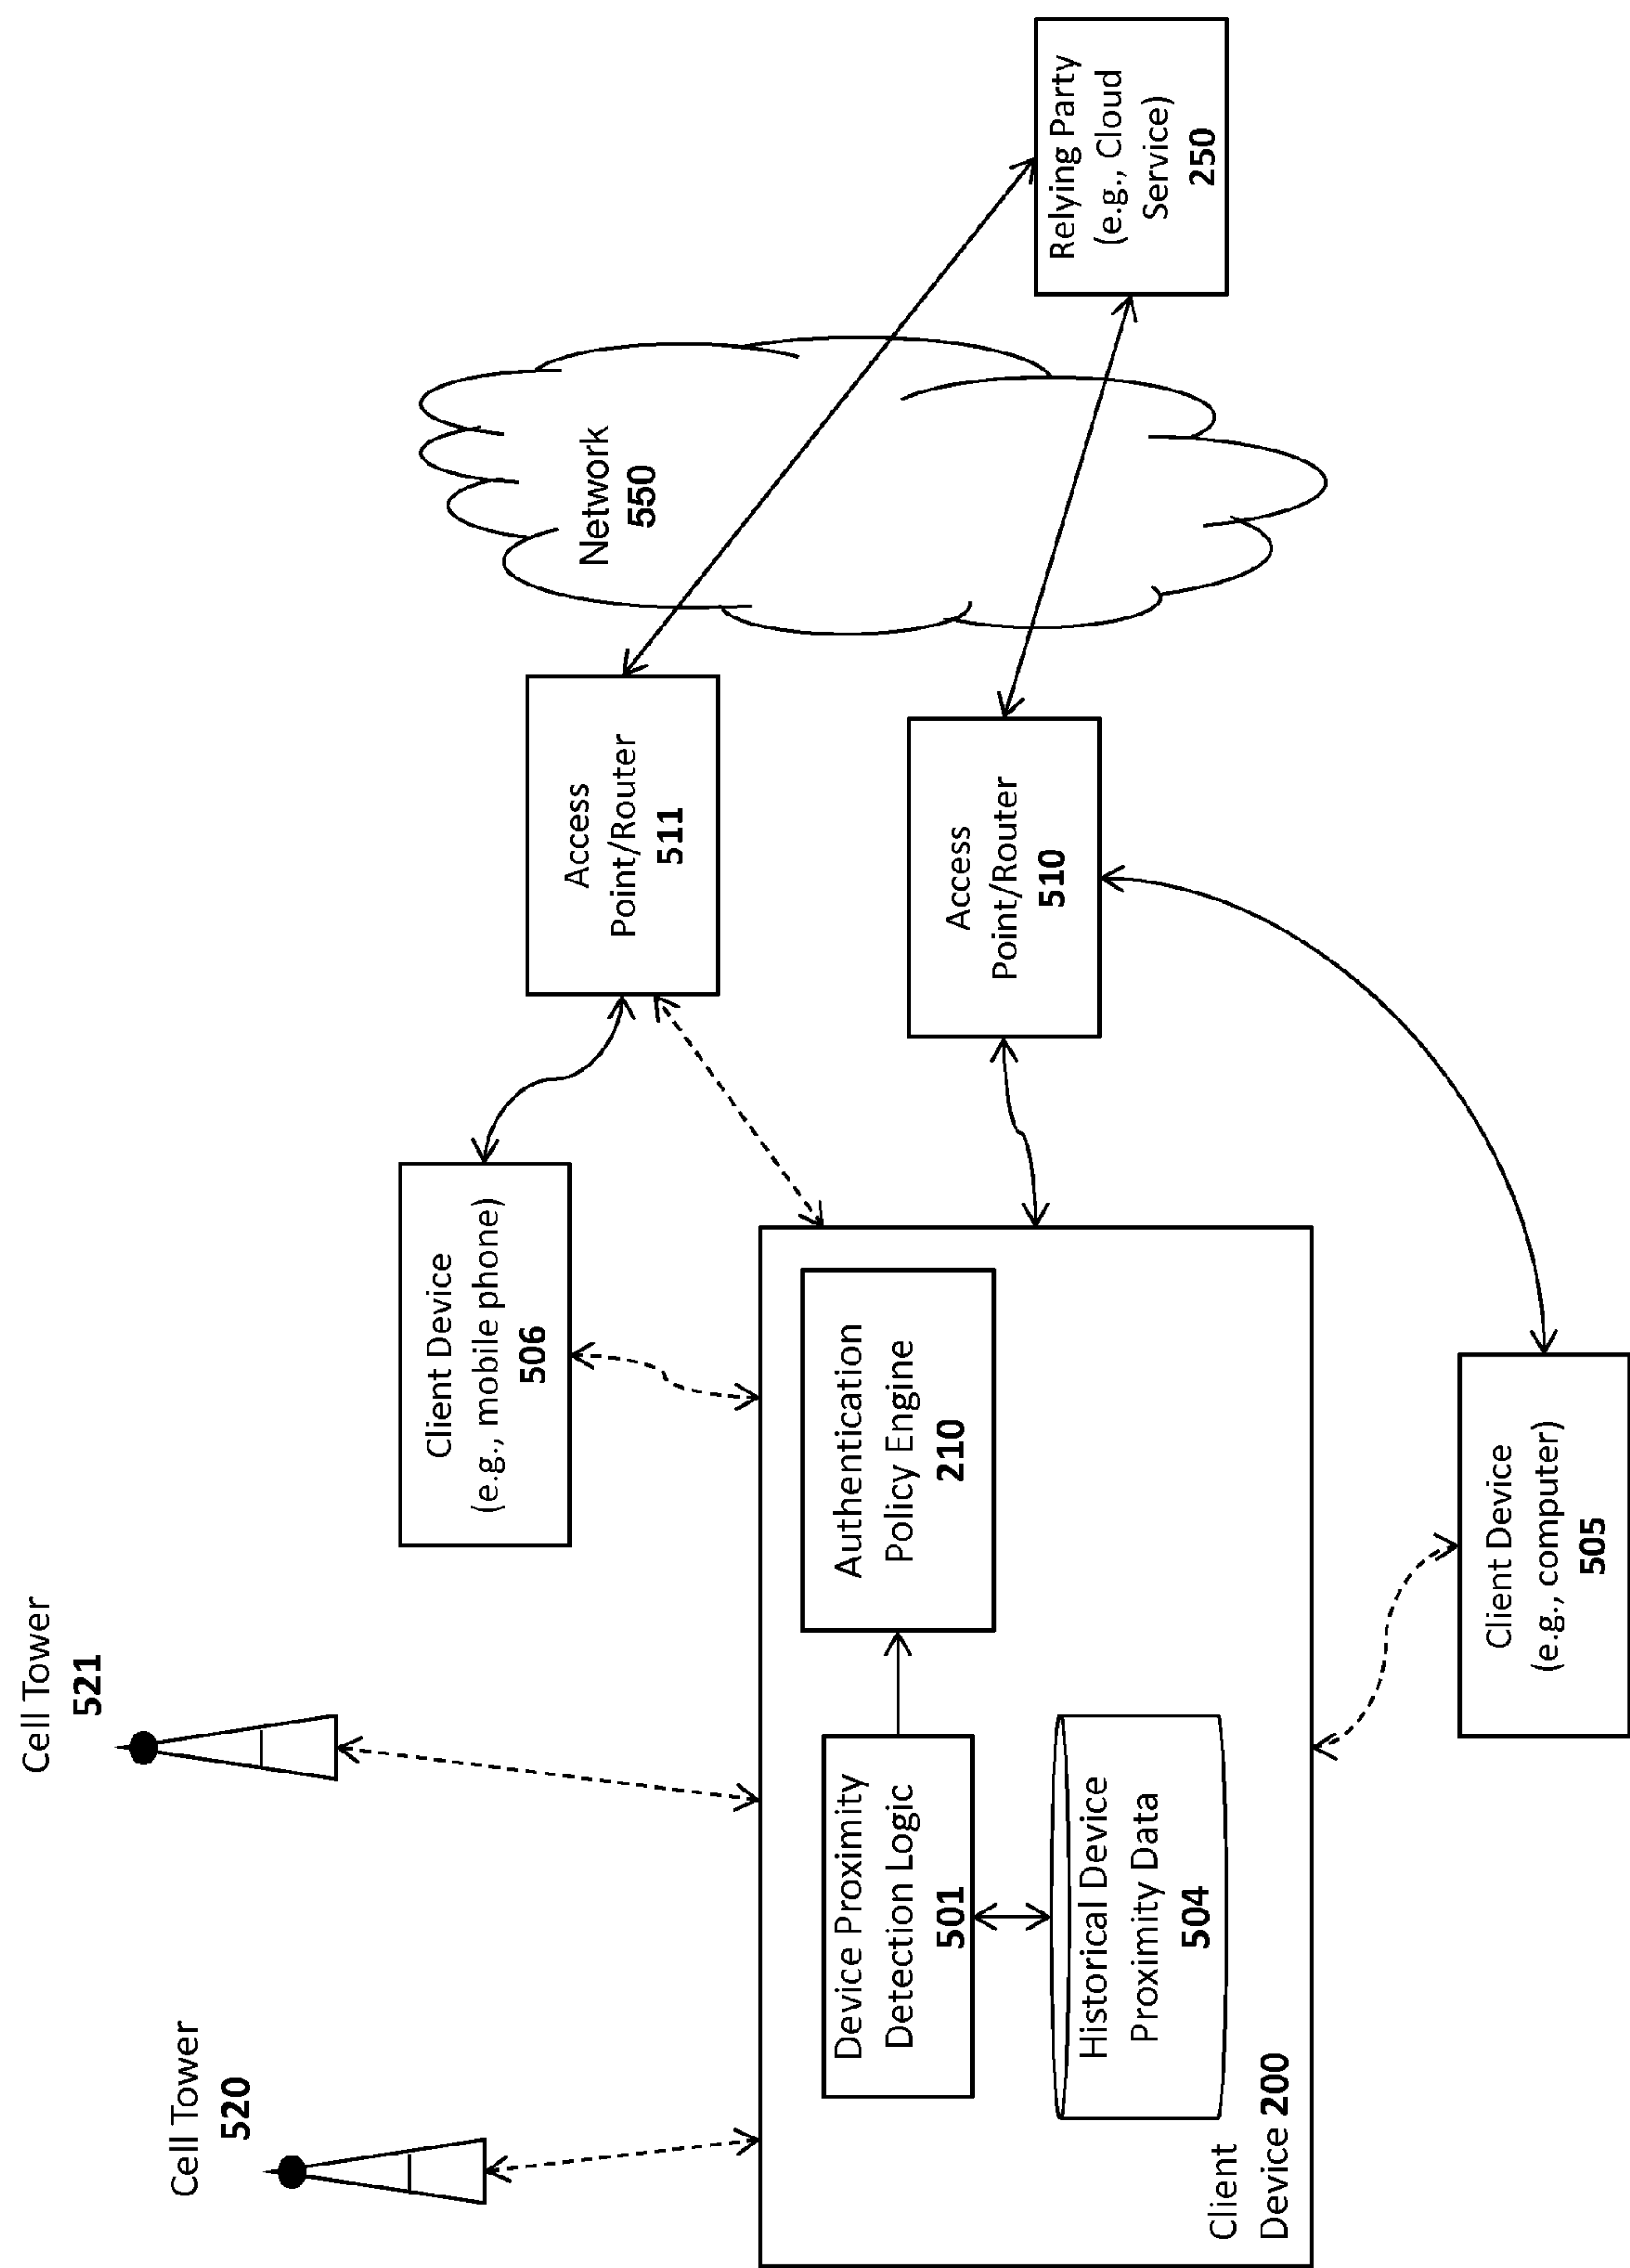 Cell Tower
520
Cell Tower
521
Client Device
(e.g., mobile phone)
506
Access
Point/Router
511
Network
550
Relying Party
(e.g., Cloud
Service)
250
Device Proximity
Detection Logic
501
Authentication
Policy Engine
210
Access
Point/Router
510
Historical Device
Proximity Data
504
Client
Device 200
Client Device
(e.g., computer)
505